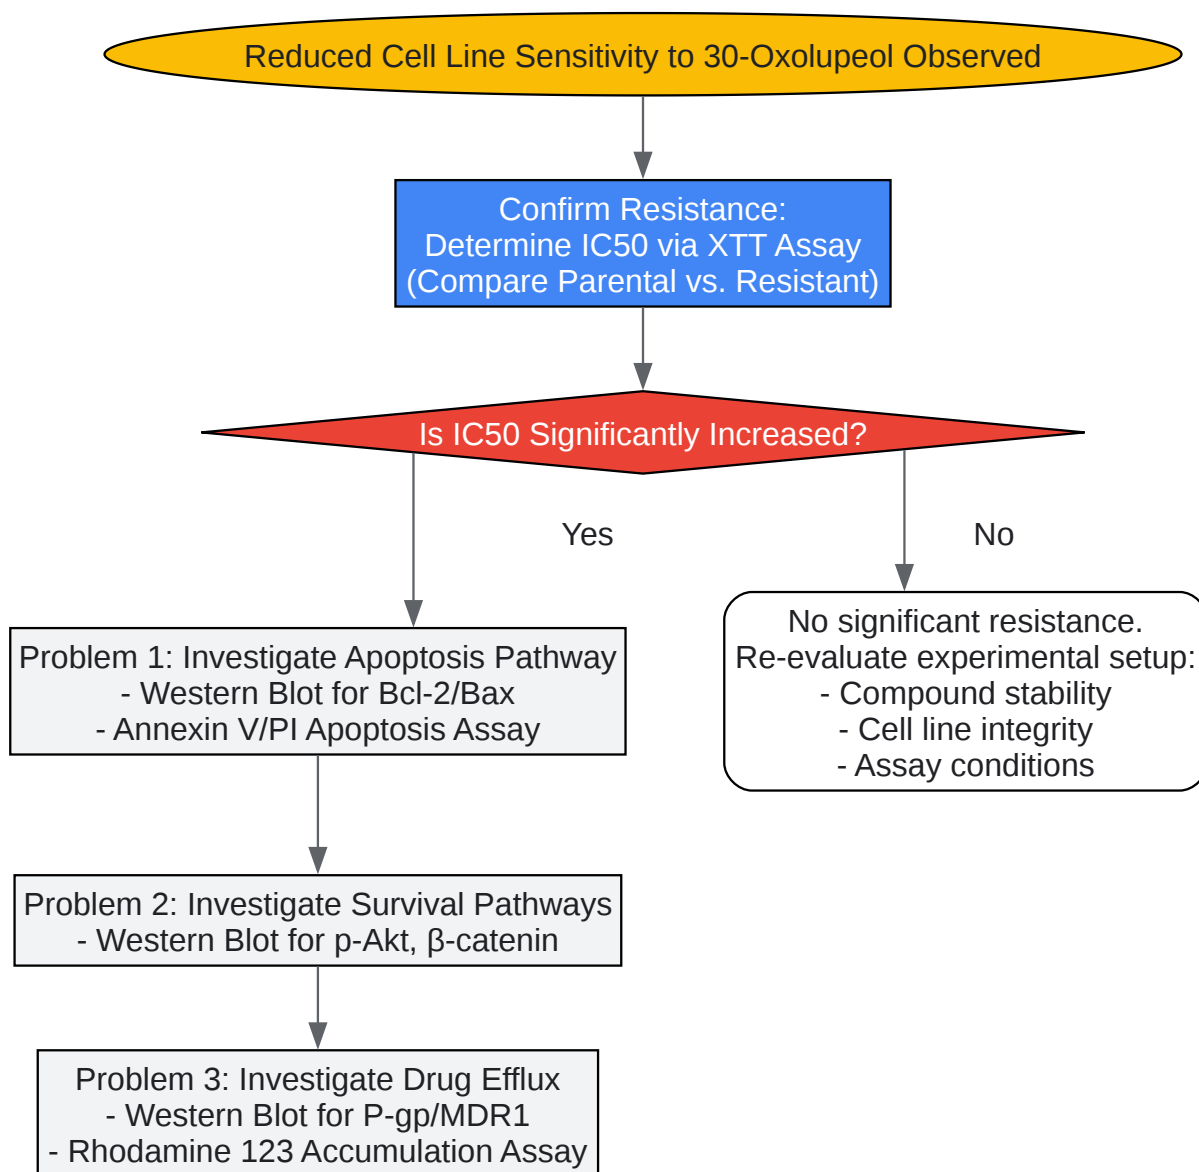 Reduced Cell Line Sensitivity to 30-Oxolupeol Observed
Confirm Resistance:
Determine IC50 via XTT Assay
(Compare Parental vs. Resistant)
Is IC50 Significantly Increased?
Yes
No
Problem 1: Investigate Apoptosis Pathway
- Western Blot for Bcl-2/Bax
- Annexin V/PI Apoptosis Assay
No significant resistance.
Re-evaluate experimental setup:
- Compound stability
- Cell line integrity
- Assay conditions
Problem 2: Investigate Survival Pathways
- Western Blot for p-Akt, β-catenin
Problem 3: Investigate Drug Efflux
- Western Blot for P-gp/MDR1
- Rhodamine 123 Accumulation Assay